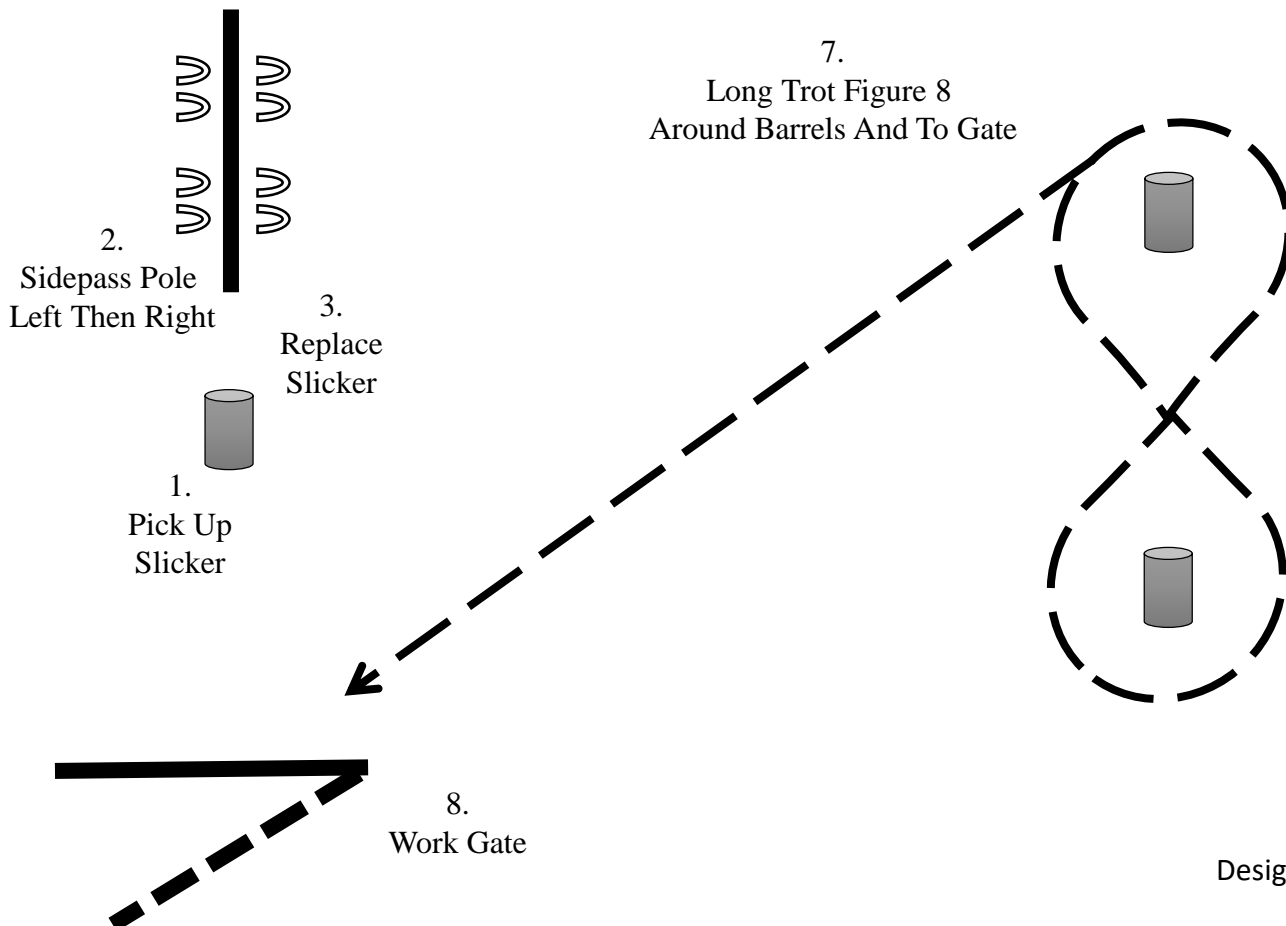 1.
Pick Up
Slicker
2.
Sidepass Pole
Left Then Right
3.
Replace
Slicker
7.
Long Trot Figure 8
Around Barrels And To Gate
8.
Work Gate
Desig